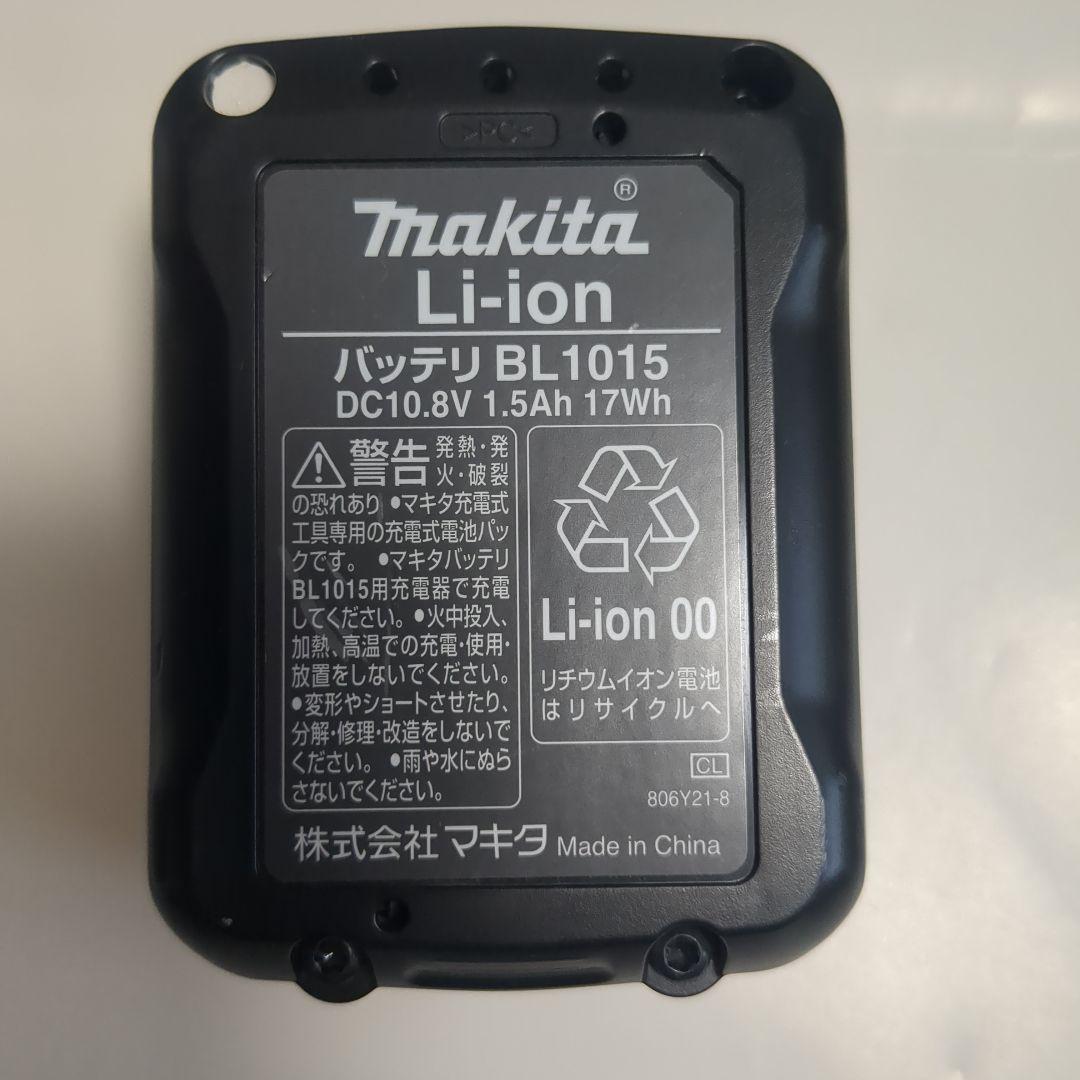 >PC<
makita®
Li-ion
バッテリ BL1015
DC10.8V 1.5Ah 17Wh
警告 発熱・発
火・破裂
の恐れあり ●マキタ充電式
工具専用の充電式電池パッ
クです。 ●マキタバッテリ
BL1015用充電器で充電
してください。●火中投入、
加熱、高温での充電・使用・
放置をしないでください。
●変形やショートさせたり、
分解・修理・改造をしないで
ください。 ●雨や水にぬら
さないでください。
Li-ion 00
リチウムイオン電池
はリサイクルへ
CL
806Y21-8
株式会社 マキタ Made in China